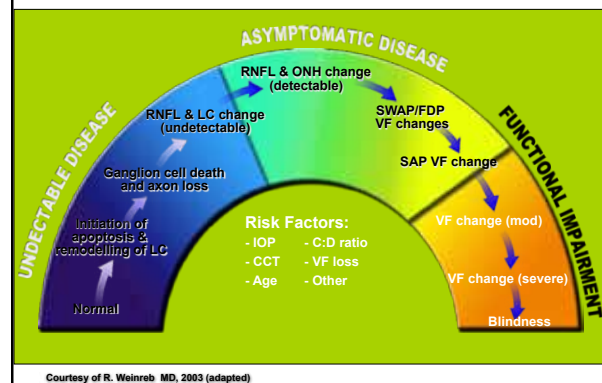 ASYMPTOMATIC DISEASE
UNDECTABLE DISEASE
FUNCTIONAL IMPAIRMENT
Normal
Initiation of
apoptosis &
remodelling of LC
Ganglion cell death
and axon loss
RNFL & LC change
(undetectable)
RNFL & ONH change
(detectable)
SWAP/FDP
VF changes
SAP VF change
VF change (mod)
VF change (severe)
Blindness
Risk Factors:
- IOP - C:D ratio
- CCT - VF loss
- Age - Other
Courtesy of R. Weinreb MD, 2003 (adapted)